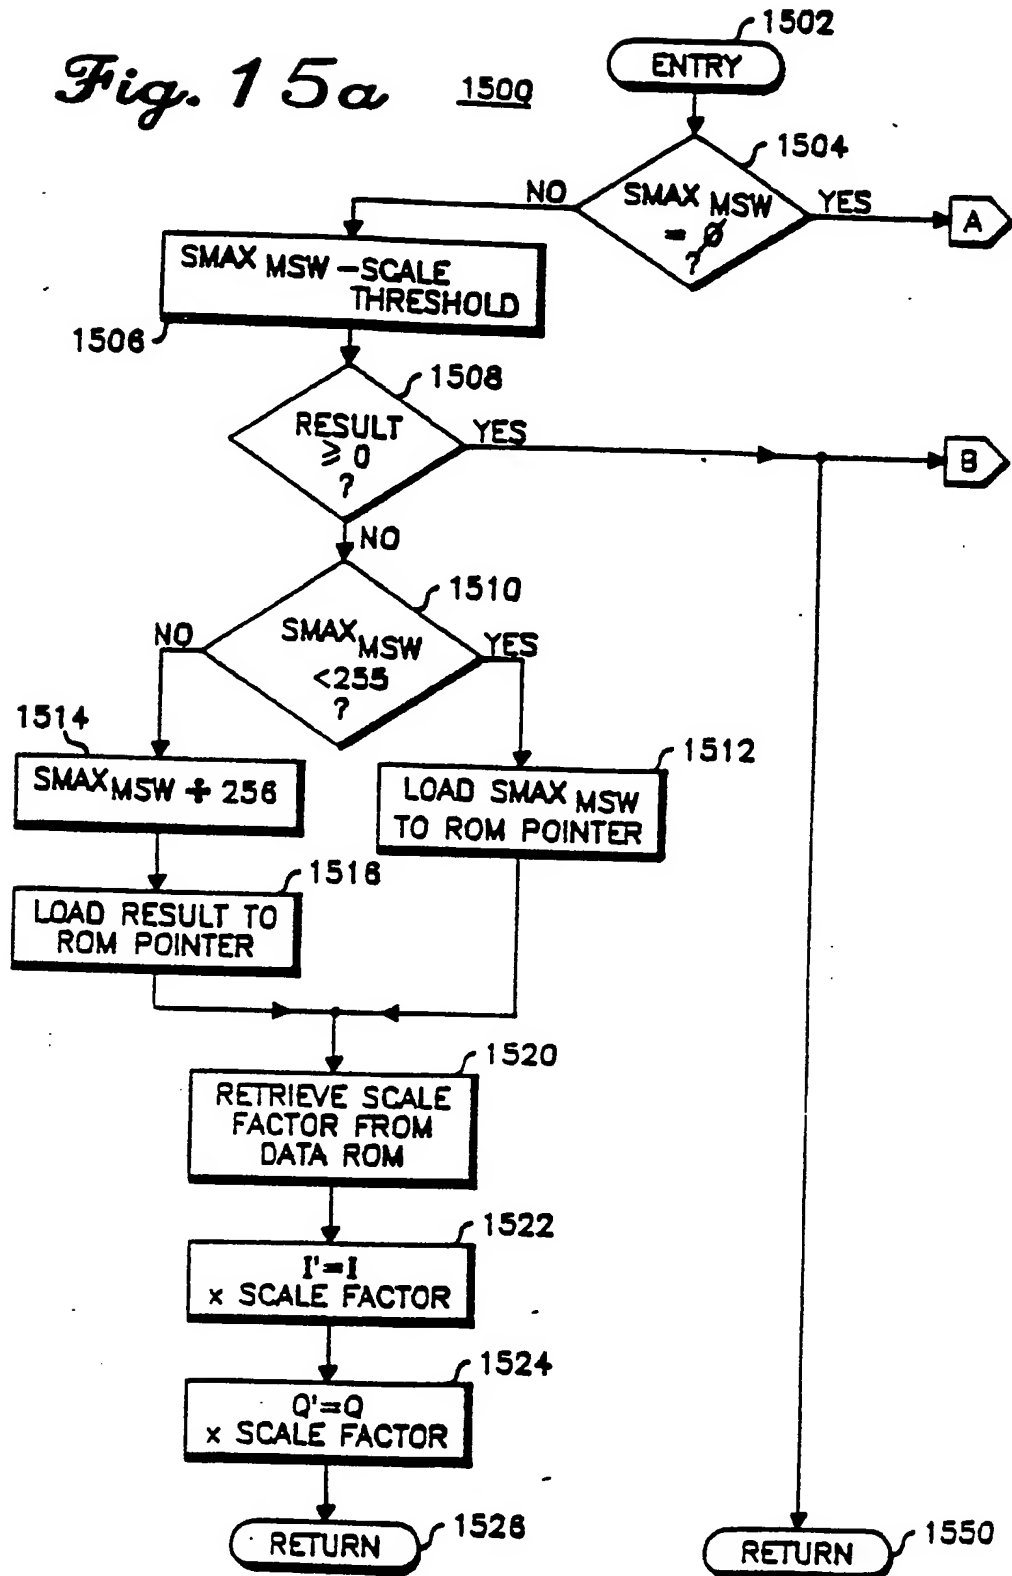 Fig. 15a
1500
1502
ENTRY
1504
SMAX MSW
= Ø
?
NO
YES
A
SMAX MSW - SCALE
THRESHOLD
1506
1508
RESULT
≥ 0
?
YES
B
NO
1510
SMAX MSW
<255
?
NO
YES
1514
SMAX MSW ÷ 256
1512
LOAD SMAX MSW
TO ROM POINTER
1516
LOAD RESULT TO
ROM POINTER
1520
RETRIEVE SCALE
FACTOR FROM
DATA ROM
1522
I'=I
× SCALE FACTOR
1524
Q'=Q
× SCALE FACTOR
RETURN
1526
RETURN
1550